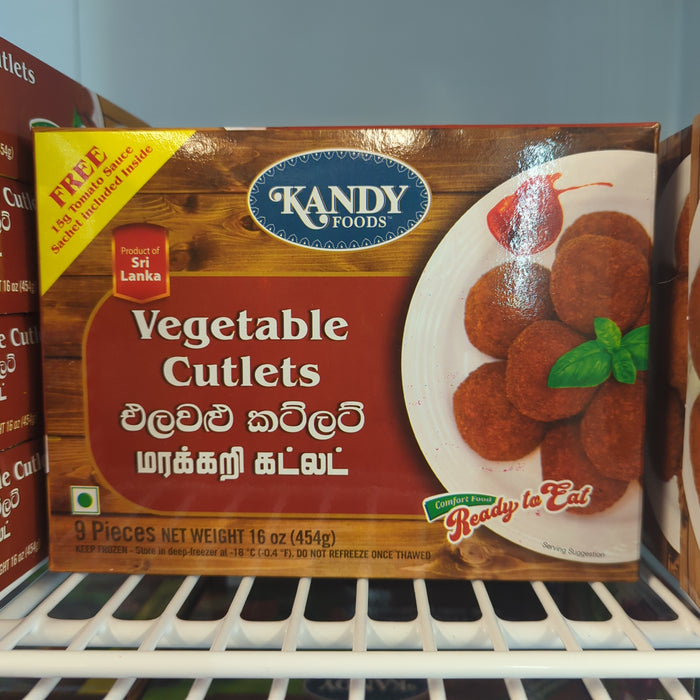 FREE
15g Tomato Sauce
Sachet Included Inside
KANDY
FOODS™
Product of
Sri
Lanka
Vegetable
Cutlets
එළවළු කට්ලට්
மரக்கறி கட்லட்
Comfort Food
Ready to Eat
9 Pieces NET WEIGHT 16 oz (454g)
KEEP FROZEN - Store in deep-freezer at -18 °C (-0.4 °F). DO NOT REFREEZE ONCE THAWED
Serving Suggestion